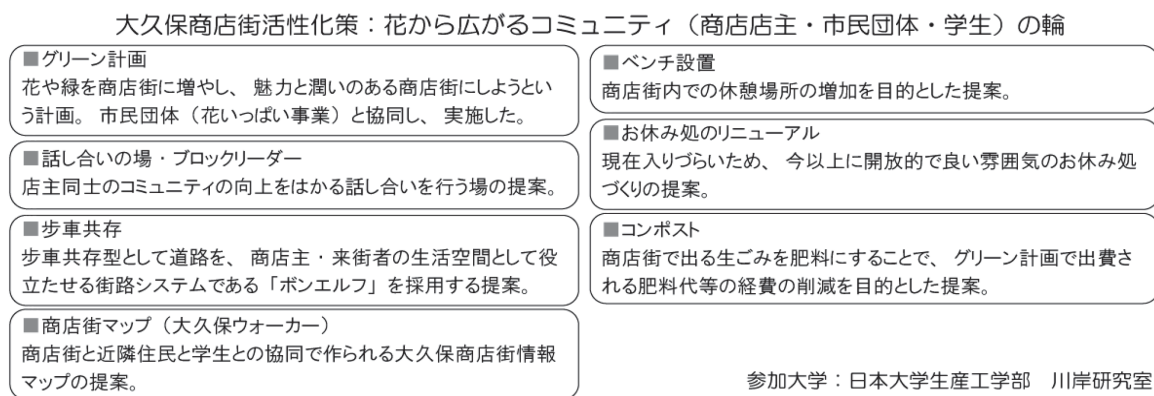 大久保商店街活性化策：花から広がるコミュニティ（商店店主・市民団体・学生）の輪
■グリーン計画
花や緑を商店街に増やし、魅力と潤いのある商店街にしようとい
う計画。市民団体（花いっぱい事業）と協同し、実施した。
■話し合いの場・ブロックリーダー
店主同士のコミュニティの向上をはかる話し合いを行う場の提案。
■歩車共存
歩車共存型として道路を、商店主・来街者の生活空間として役
立たせる街路システムである「ボンエルフ」を採用する提案。
■商店街マップ（大久保ウォーカー）
商店街と近隣住民と学生との協同で作られる大久保商店街情報
マップの提案。
■ベンチ設置
商店街内での休憩場所の増加を目的とした提案。
■お休み処のリニューアル
現在入りづらいため、今以上に開放的で良い雰囲気のお休み処
づくりの提案。
■コンポスト
商店街で出る生ごみを肥料にすることで、グリーン計画で出費さ
れる肥料代等の経費の削減を目的とした提案。
参加大学：日本大学生産工学部　川岸研究室